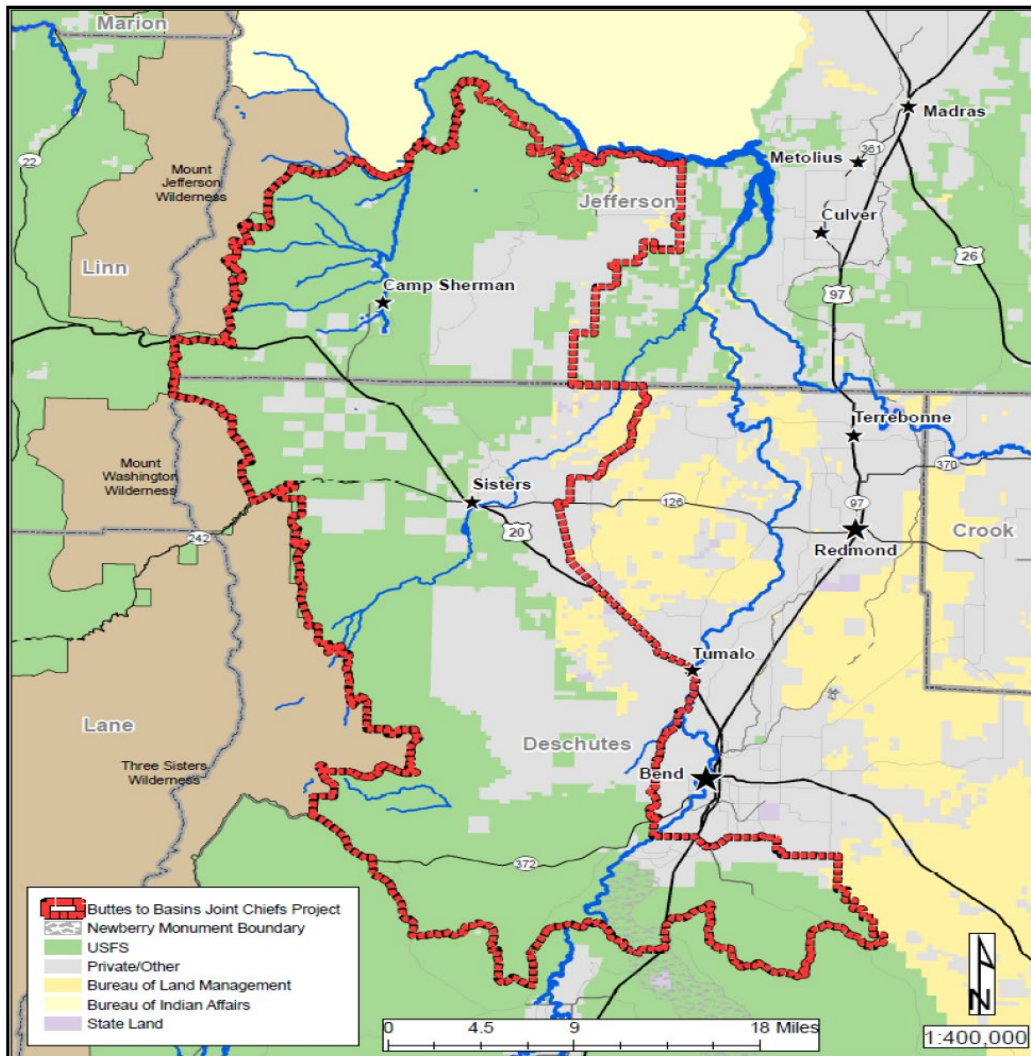 Marion
Madras
22
361
Metolius
Mount
Jefferson
Wilderness
Jefferson
Culver
Linn
26
Camp Sherman
97
Terrebonne
Mount
Washington
Wilderness
370
Sisters
126
97
20
242
Redmond
Crook
Tumalo
Lane
Deschutes
Three Sisters
Wilderness
Bend
372
Buttes to Basins Joint Chiefs Project
Newberry Monument Boundary
USFS
Private/Other
Bureau of Land Management
Bureau of Indian Affairs
State Land
N
0 4.5 9 18 Miles
1:400,000